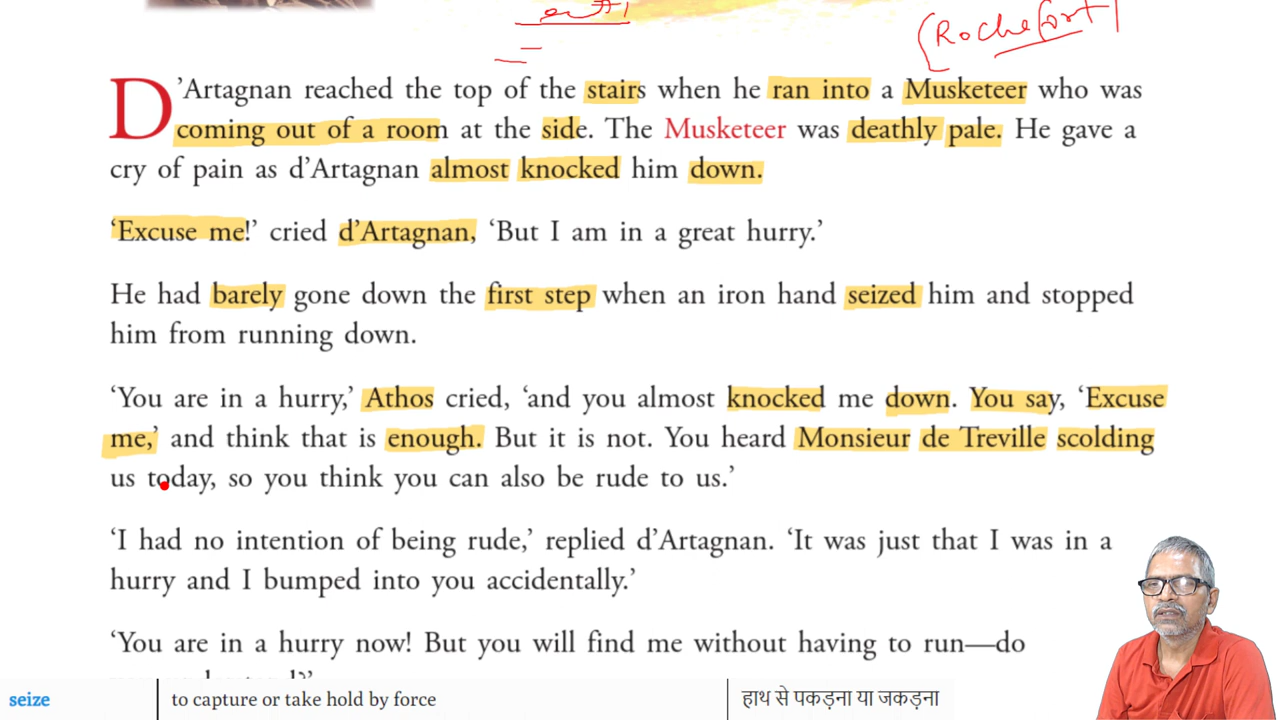 (Rochefort)
D'Artagnan reached the top of the stairs when he ran into a Musketeer who was
coming out of a room at the side. The Musketeer was deathly pale. He gave a
cry of pain as d'Artagnan almost knocked him down.
'Excuse me!' cried d'Artagnan, 'But I am in a great hurry.'
He had barely gone down the first step when an iron hand seized him and stopped
him from running down.
'You are in a hurry,' Athos cried, 'and you almost knocked me down. You say, 'Excuse
me,' and think that is enough. But it is not. You heard Monsieur de Treville scolding
us today, so you think you can also be rude to us.'
'I had no intention of being rude,' replied d'Artagnan. 'It was just that I was in a
hurry and I bumped into you accidentally.'
'You are in a hurry now! But you will find me without having to run—do
seize to capture or take hold by force हाथ से पकड़ना या जकड़ना